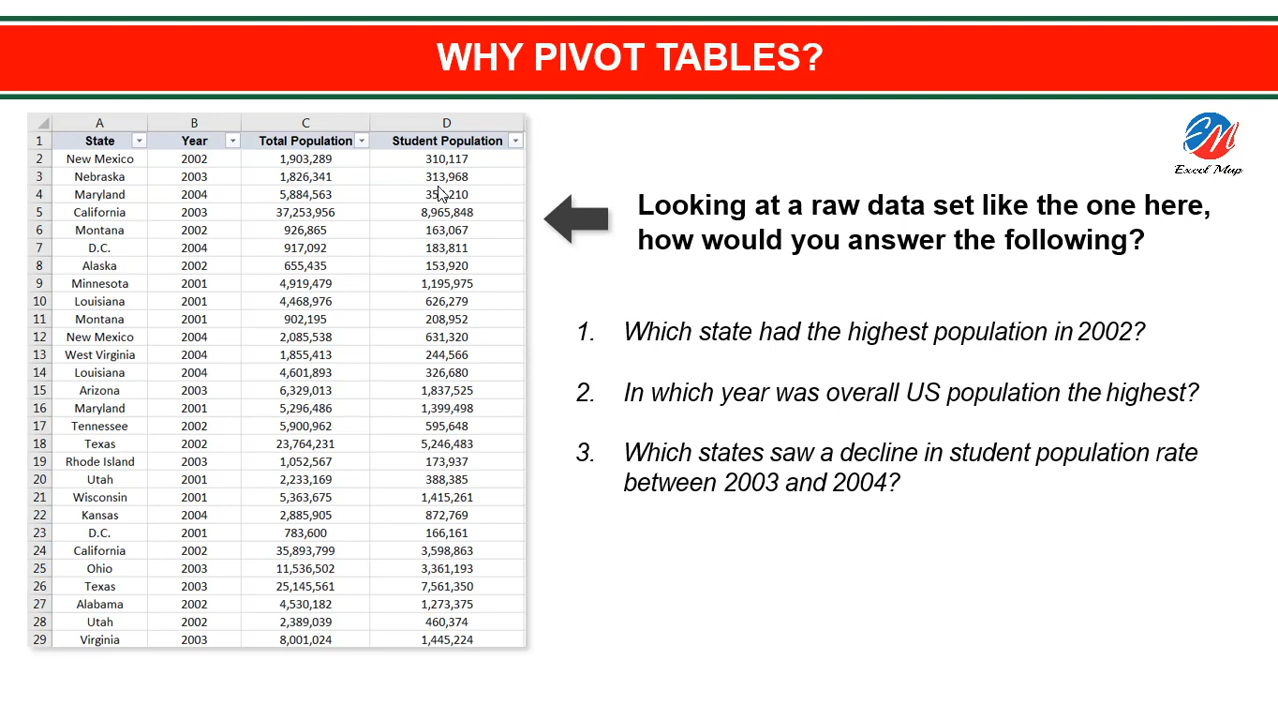 WHY PIVOT TABLES?
A B C D
1 State Year Total Population Student Population
2 New Mexico 2002 1,903,289 310,117
3 Nebraska 2003 1,826,341 313,968
4 Maryland 2004 5,884,563
5 California 2003 37,253,956 8,965,848
6 Montana 2002 926,865 163,067
7 D.C. 2004 917,092 183,811
8 Alaska 2002 655,435 153,920
9 Minnesota 2001 4,919,479 1,195,975
10 Louisiana 2001 4,468,976 626,279
11 Montana 2001 902,195 208,952
12 New Mexico 2004 2,085,538 631,320
13 West Virginia 2004 1,855,413 244,566
14 Louisiana 2004 4,601,893 326,680
15 Arizona 2003 6,329,013 1,837,525
16 Maryland 2001 5,296,486 1,399,498
17 Tennessee 2002 5,900,962 595,648
18 Texas 2002 23,764,231 5,246,483
19 Rhode Island 2003 1,052,567 173,937
20 Utah 2001 2,233,169 388,385
21 Wisconsin 2001 5,363,675 1,415,261
22 Kansas 2004 2,885,905 872,769
23 D.C. 2001 783,600 166,161
24 California 2002 35,893,799 3,598,863
25 Ohio 2003 11,536,502 3,361,193
26 Texas 2003 25,145,561 7,561,350
27 Alabama 2002 4,530,182 1,273,375
28 Utah 2002 2,389,039 460,374
29 Virginia 2003 8,001,024 1,445,224
EM
Excel Mup
Looking at a raw data set like the one here,
how would you answer the following?
1. Which state had the highest population in 2002?
2. In which year was overall US population the highest?
3. Which states saw a decline in student population rate
between 2003 and 2004?